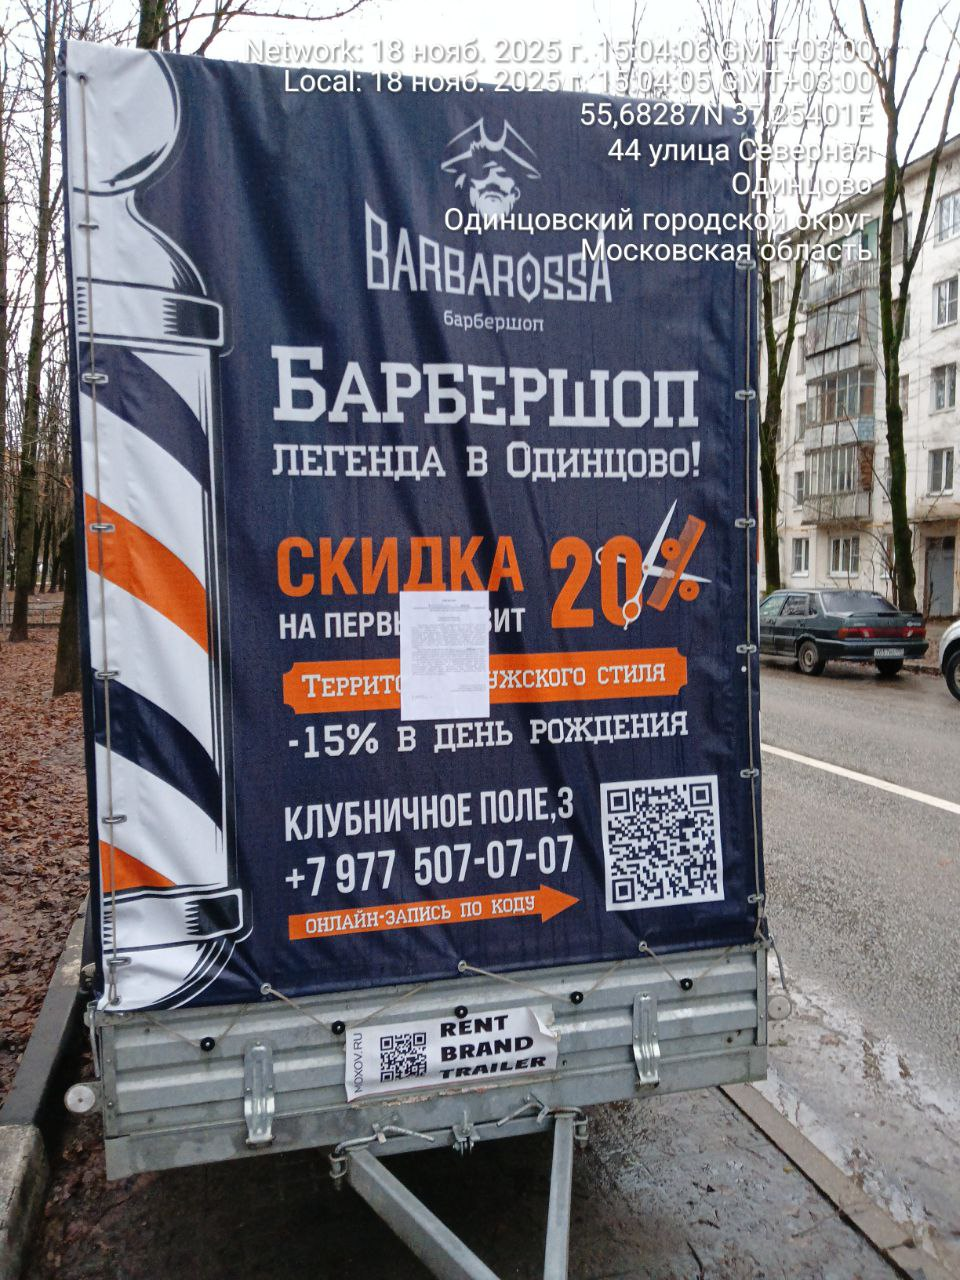 Network: 18 нояб. 2025 г. 15:04:06 GMT+03:00
Local: 18 нояб. 2025 г. 15:04:05 GMT+03:00
55,68287N 37,25401E
44 улица Северная
Одинцово
Одинцовский городской округ
Московская область
BARBAROSSA
барбершоп
БАРБЕРШОП
ЛЕГЕНДА В ОДИНЦОВО!
СКИДКА 20%
НА ПЕРВЫ ЗИТ
ТЕРРИТО УЖСКОГО СТИЛЯ
-15% В ДЕНЬ РОЖДЕНИЯ
КЛУБНИЧНОЕ ПОЛЕ,3
+7 977 507-07-07
ОНЛАЙН-ЗАПИСЬ ПО КОДУ
MOXOV.RU
RENT
BRAND
TRAILER